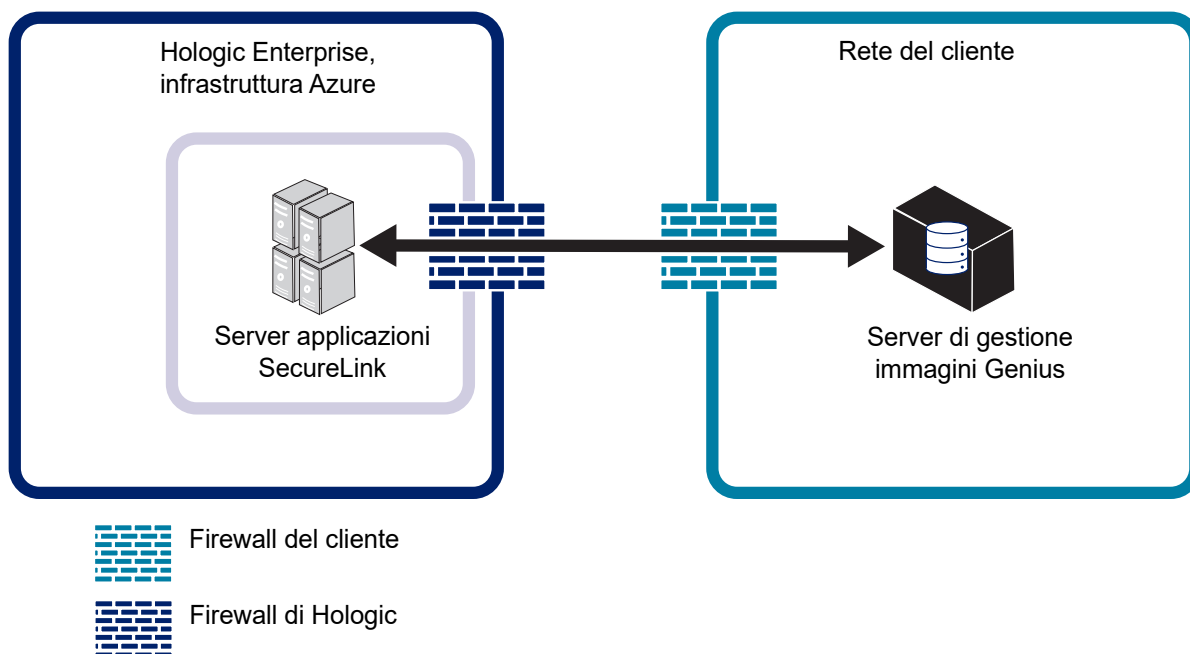 Hologic Enterprise,
infrastruttura Azure
Rete del cliente
Server applicazioni
SecureLink
Server di gestione
immagini Genius
Firewall del cliente
Firewall di Hologic